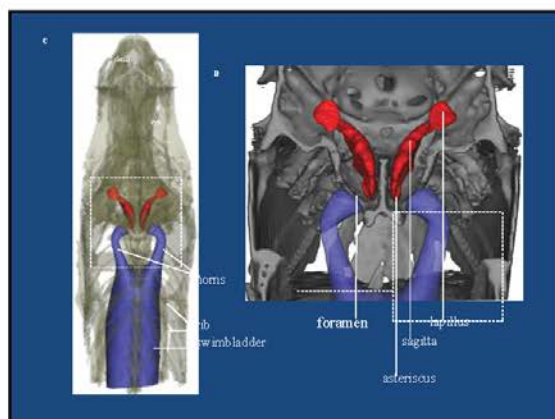 c
a
horns
rib
swimbladder
foramen
lapillus
sagitta
asteriscus